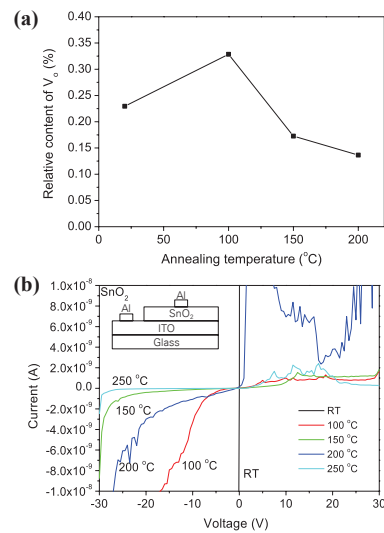 (a)
0.40
0.35
0.30
0.25
0.20
0.15
0.10
0.05
0.00
Relative content of Vₒ (%)
0 50 100 150 200
Annealing temperature (°C)
(b)
1.0x10⁻⁸
8.0x10⁻⁹
6.0x10⁻⁹
4.0x10⁻⁹
2.0x10⁻⁹
0.0
-2.0x10⁻⁹
-4.0x10⁻⁹
-6.0x10⁻⁹
-8.0x10⁻⁹
-1.0x10⁻⁸
Current (A)
SnO₂
Al
Al
SnO₂
ITO
Glass
250 °C
150 °C
200 °C
100 °C
RT
RT
100 °C
150 °C
200 °C
250 °C
-30 -20 -10 0 10 20 30
Voltage (V)